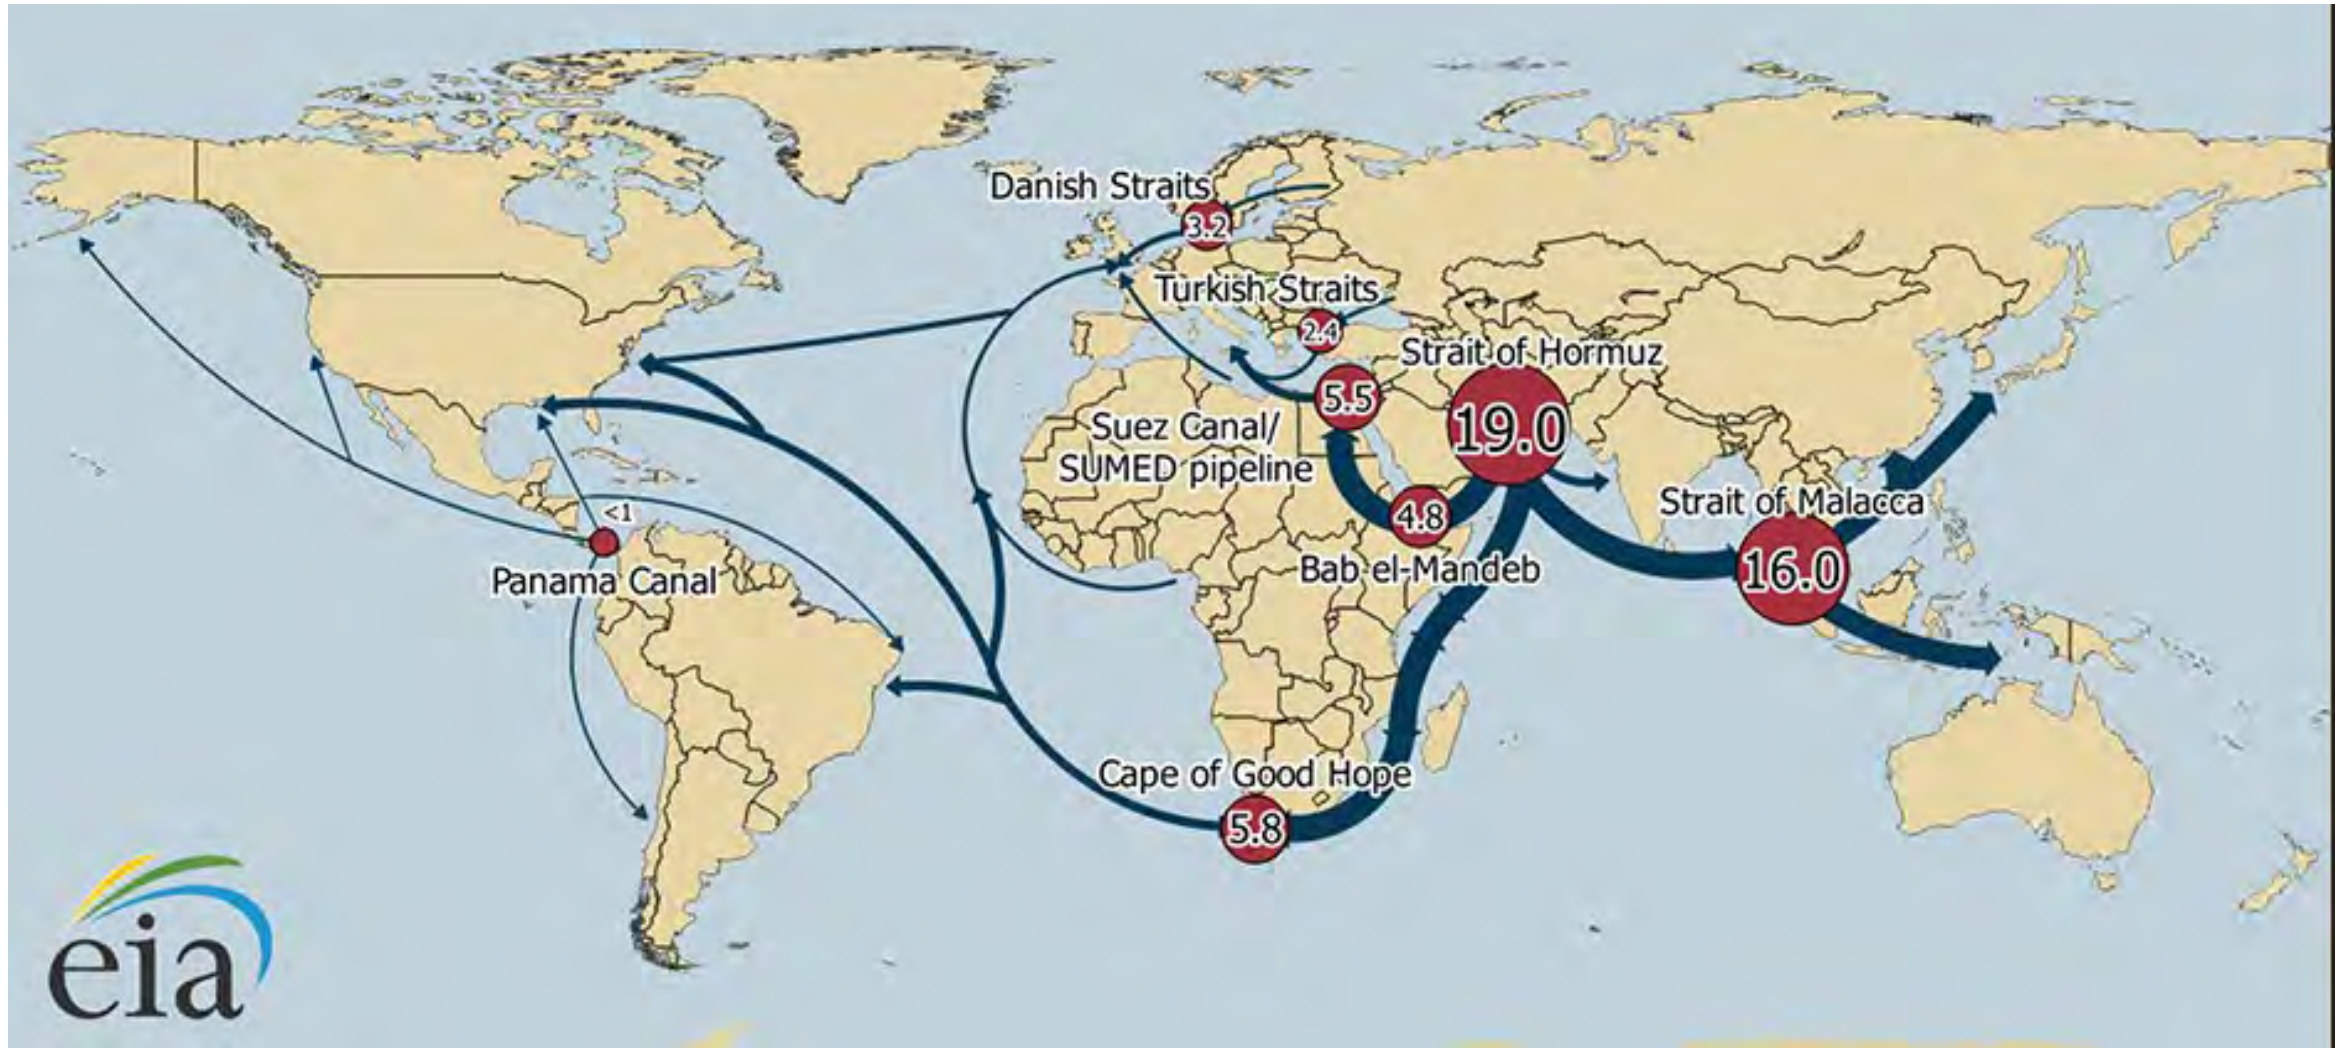 Danish Straits
3.2
Turkish Straits
2.4
Strait of Hormuz
5.5
19.0
Suez Canal/
SUMED pipeline
4.8
Strait of Malacca
<1
16.0
Bab el-Mandeb
Panama Canal
Cape of Good Hope
5.8
eia